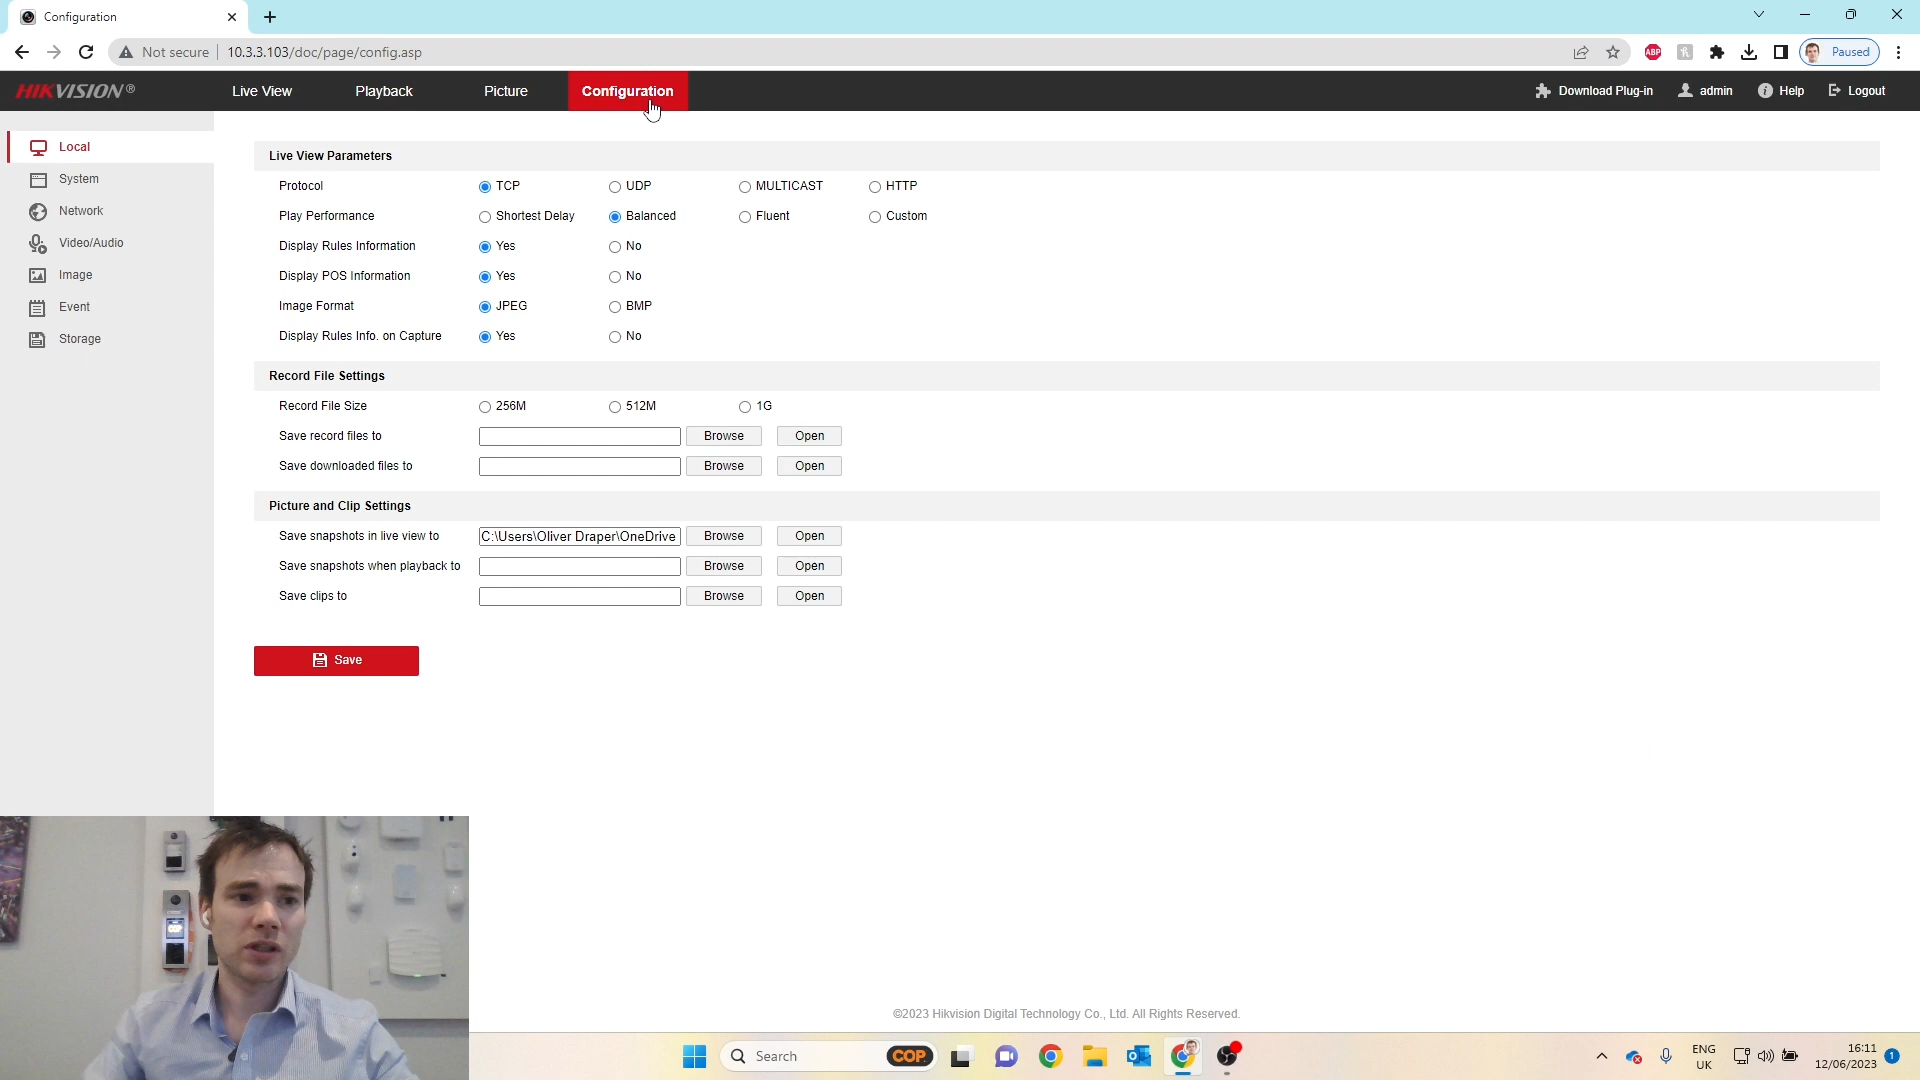 Configuration
Not secure
10.3.3.103/doc/page/config.asp
ABP
Paused
HIKVISION®
Live View
Playback
Picture
Configuration
Download Plug-in
admin
Help
Logout
Local
System
Network
Video/Audio
Image
Event
Storage
Live View Parameters
Protocol TCP UDP MULTICAST HTTP
Play Performance Shortest Delay Balanced Fluent Custom
Display Rules Information Yes No
Display POS Information Yes No
Image Format JPEG BMP
Display Rules Info. on Capture Yes No
Record File Settings
Record File Size 256M 512M 1G
Save record files to Browse Open
Save downloaded files to Browse Open
Picture and Clip Settings
Save snapshots in live view to C:\Users\Oliver Draper\OneDrive Browse Open
Save snapshots when playback to Browse Open
Save clips to Browse Open
Save
COP
©2023 Hikvision Digital Technology Co., Ltd. All Rights Reserved.
Search
COP
ENG
UK
16:11
12/06/2023
1